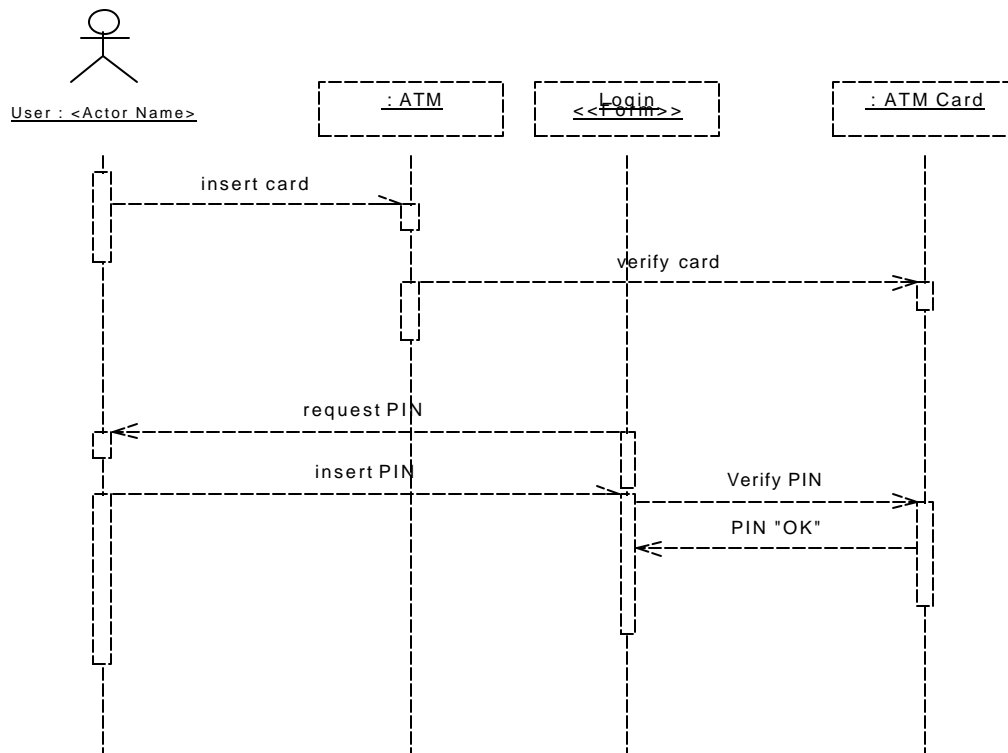 User : <Actor Name>
: ATM
Login
<<Form>>
: ATM Card
insert card
verify card
request PIN
insert PIN
Verify PIN
PIN "OK"